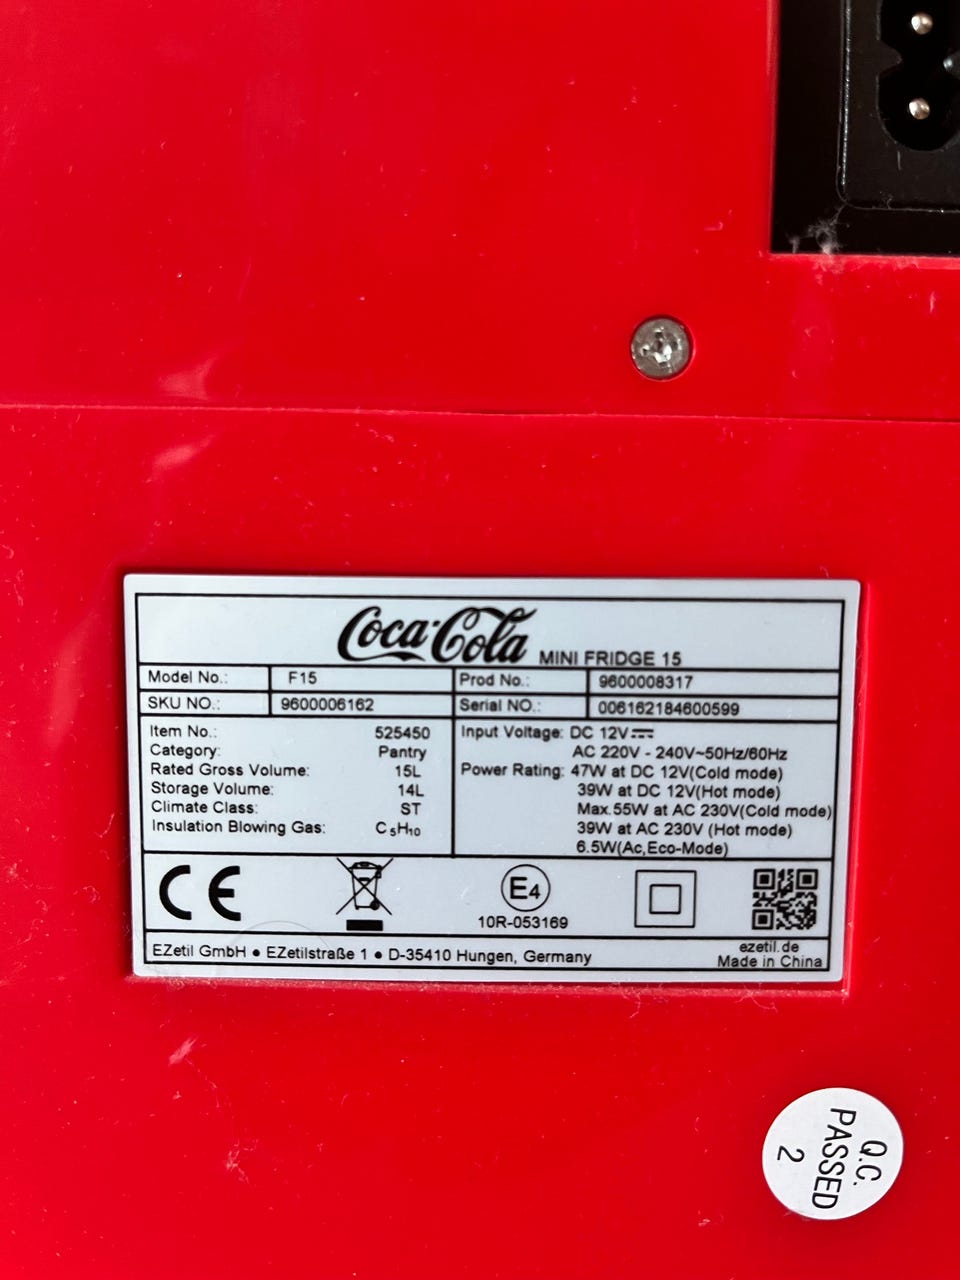 Coca-Cola MINI FRIDGE 15
Model No.: F15 Prod No.: 9600008317
SKU NO.: 9600006162 Serial NO.: 006162184600599
Item No.: 525450
Category: Pantry
Rated Gross Volume: 15L
Storage Volume: 14L
Climate Class: ST
Insulation Blowing Gas: C₅H₁₀
Input Voltage: DC 12V⎓
AC 220V - 240V~50Hz/60Hz
Power Rating: 47W at DC 12V(Cold mode)
39W at DC 12V(Hot mode)
Max.55W at AC 230V(Cold mode)
39W at AC 230V (Hot mode)
6.5W(Ac,Eco-Mode)
CE
E4
10R-053169
EZetil GmbH ● EZetilstraße 1 ● D-35410 Hungen, Germany
ezetil.de
Made in China
Q.C.
PASSED
2